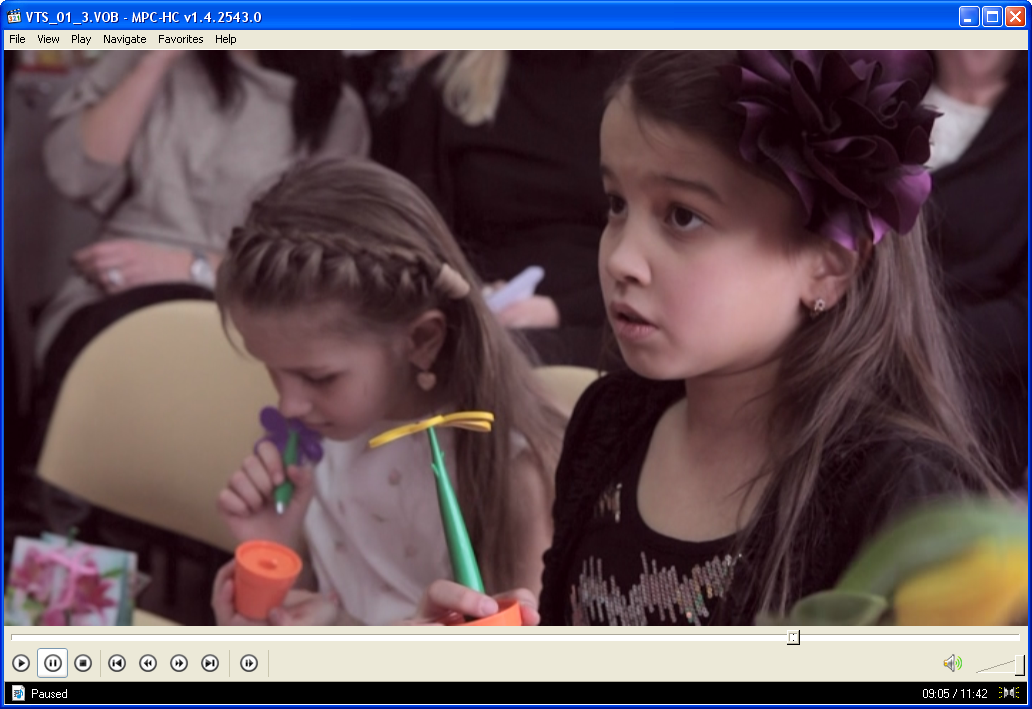 VTS_01_3.VOB - MPC-HC v1.4.2543.0
File View Play Navigate Favorites Help
Paused
09:05 / 11:42